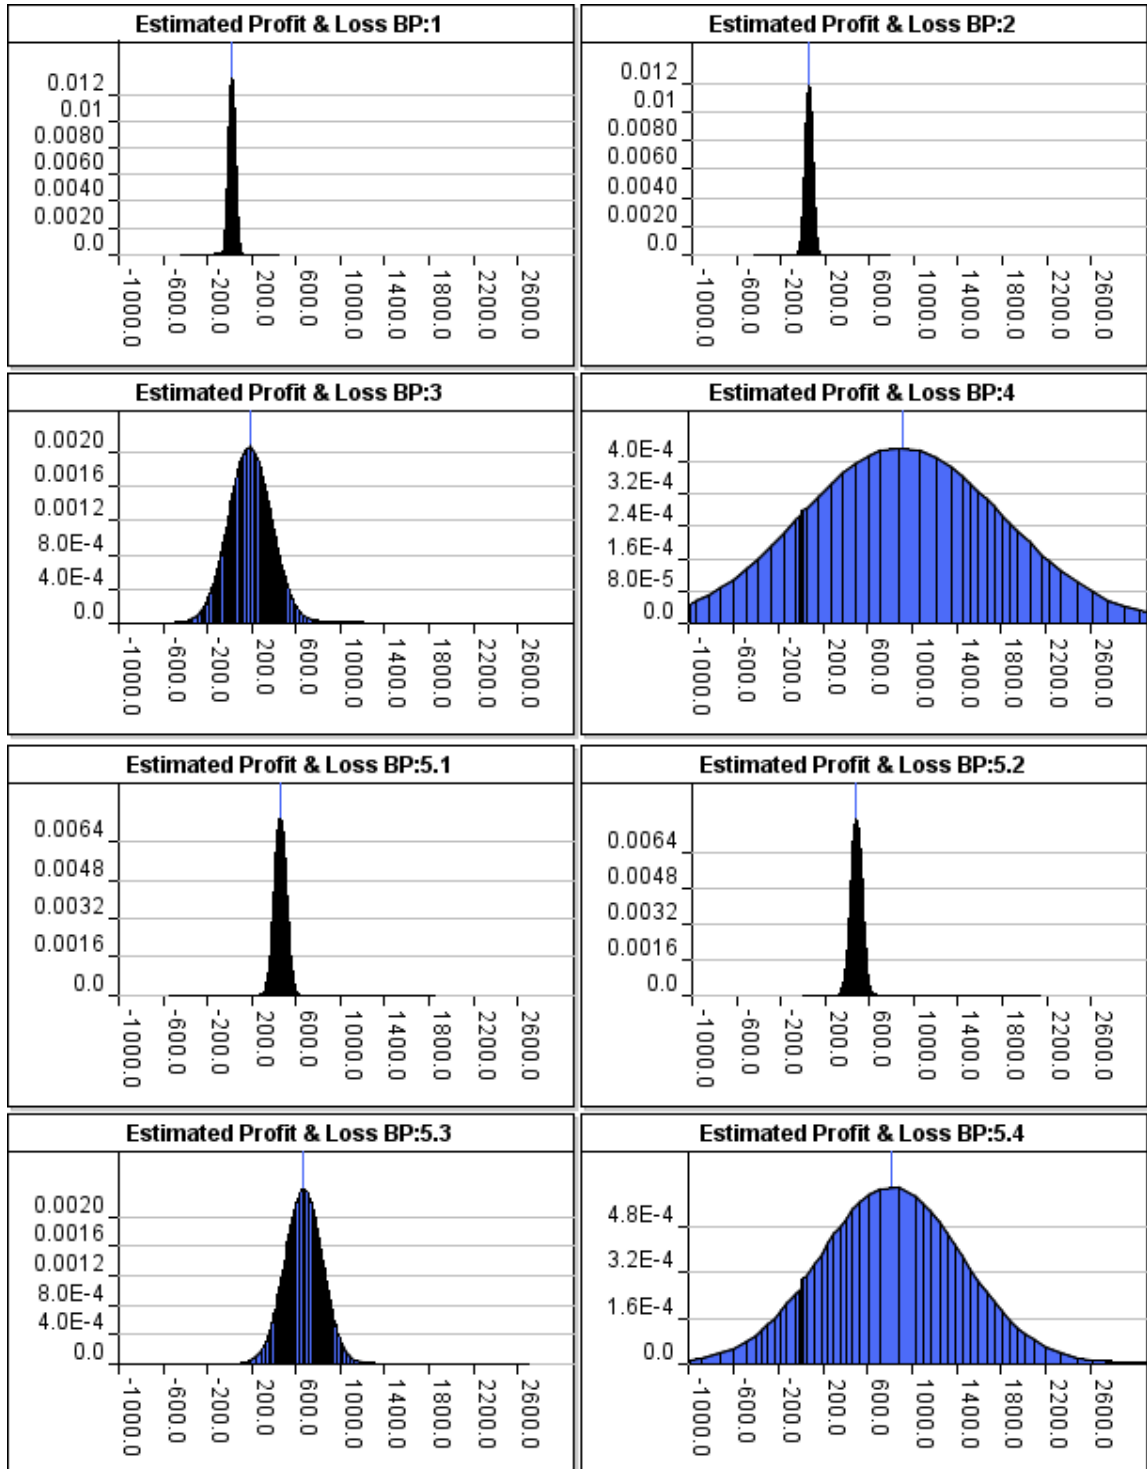 Estimated Profit & Loss BP:1
0.012
0.01
0.0080
0.0060
0.0040
0.0020
0.0
-1000.0 -600.0 -200.0 200.0 600.0 1000.0 1400.0 1800.0 2200.0 2600.0
Estimated Profit & Loss BP:2
0.012
0.01
0.0080
0.0060
0.0040
0.0020
0.0
-1000.0 -600.0 -200.0 200.0 600.0 1000.0 1400.0 1800.0 2200.0 2600.0
Estimated Profit & Loss BP:3
0.0020
0.0016
0.0012
8.0E-4
4.0E-4
0.0
-1000.0 -600.0 -200.0 200.0 600.0 1000.0 1400.0 1800.0 2200.0 2600.0
Estimated Profit & Loss BP:4
4.0E-4
3.2E-4
2.4E-4
1.6E-4
8.0E-5
0.0
-1000.0 -600.0 -200.0 200.0 600.0 1000.0 1400.0 1800.0 2200.0 2600.0
Estimated Profit & Loss BP:5.1
0.0064
0.0048
0.0032
0.0016
0.0
-1000.0 -600.0 -200.0 200.0 600.0 1000.0 1400.0 1800.0 2200.0 2600.0
Estimated Profit & Loss BP:5.2
0.0064
0.0048
0.0032
0.0016
0.0
-1000.0 -600.0 -200.0 200.0 600.0 1000.0 1400.0 1800.0 2200.0 2600.0
Estimated Profit & Loss BP:5.3
0.0020
0.0016
0.0012
8.0E-4
4.0E-4
0.0
-1000.0 -600.0 -200.0 200.0 600.0 1000.0 1400.0 1800.0 2200.0 2600.0
Estimated Profit & Loss BP:5.4
4.8E-4
3.2E-4
1.6E-4
0.0
-1000.0 -600.0 -200.0 200.0 600.0 1000.0 1400.0 1800.0 2200.0 2600.0